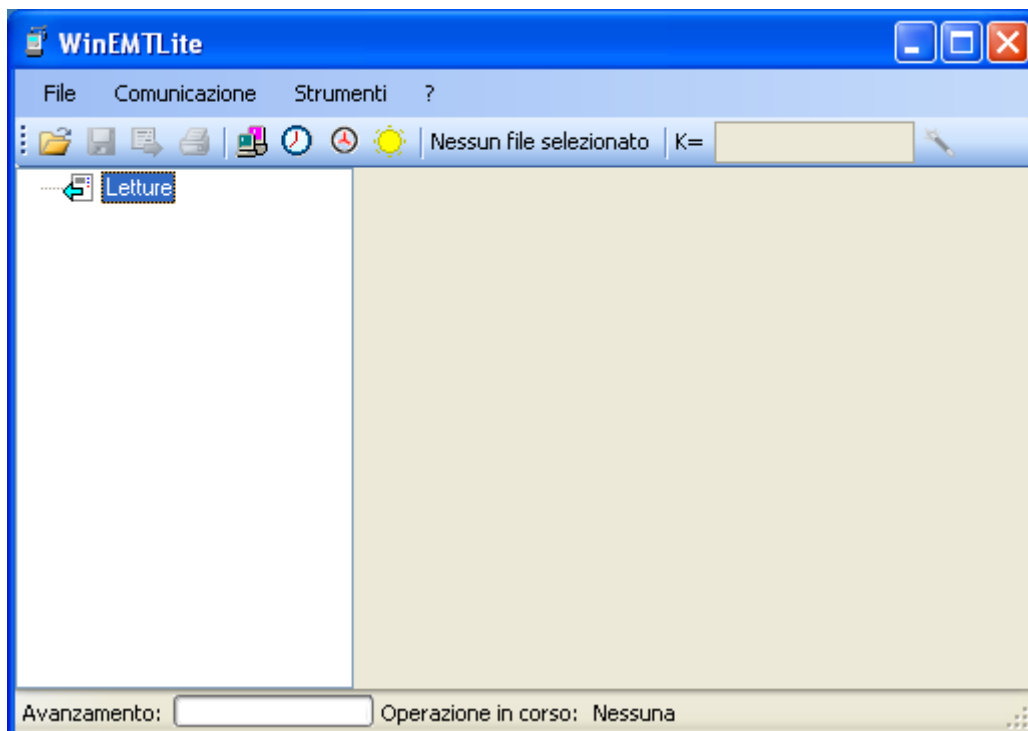 WinEMTLite
File Comunicazione Strumenti ?
Nessun file selezionato K=
Letture
Avanzamento: Operazione in corso: Nessuna